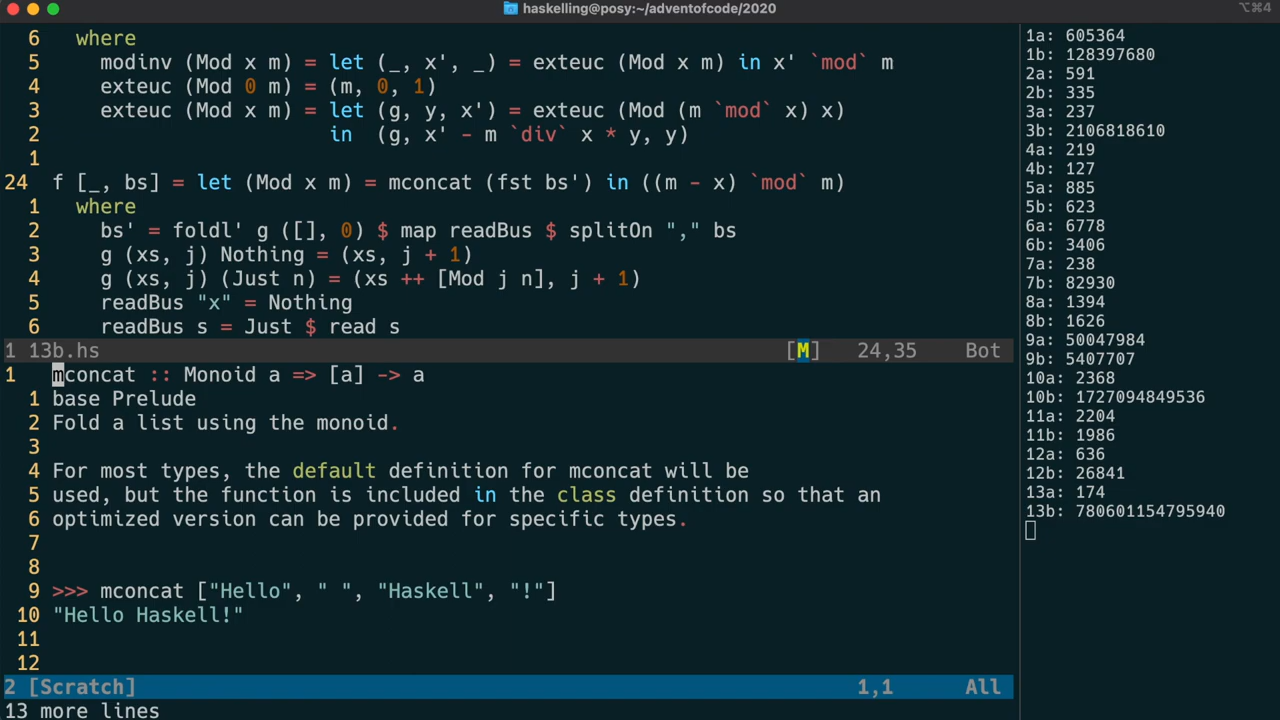 haskelling@posy:~/adventofcode/2020
⌥⌘4
6 where
5 modinv (Mod x m) = let (_, x', _) = exteuc (Mod x m) in x' `mod` m
4 exteuc (Mod 0 m) = (m, 0, 1)
3 exteuc (Mod x m) = let (g, y, x') = exteuc (Mod (m `mod` x) x)
2 in (g, x' - m `div` x * y, y)
1
24 f [_, bs] = let (Mod x m) = mconcat (fst bs') in ((m - x) `mod` m)
1 where
2 bs' = foldl' g ([], 0) $ map readBus $ splitOn "," bs
3 g (xs, j) Nothing = (xs, j + 1)
4 g (xs, j) (Just n) = (xs ++ [Mod j n], j + 1)
5 readBus "x" = Nothing
6 readBus s = Just $ read s
1 13b.hs [M] 24,35 Bot
1 mconcat :: Monoid a => [a] -> a
1 base Prelude
2 Fold a list using the monoid.
3
4 For most types, the default definition for mconcat will be
5 used, but the function is included in the class definition so that an
6 optimized version can be provided for specific types.
7
8
9 >>> mconcat ["Hello", " ", "Haskell", "!"]
10 "Hello Haskell!"
11
12
2 [Scratch] 1,1 All
13 more lines
1a: 605364
1b: 128397680
2a: 591
2b: 335
3a: 237
3b: 2106818610
4a: 219
4b: 127
5a: 885
5b: 623
6a: 6778
6b: 3406
7a: 238
7b: 82930
8a: 1394
8b: 1626
9a: 50047984
9b: 5407707
10a: 2368
10b: 1727094849536
11a: 2204
11b: 1986
12a: 636
12b: 26841
13a: 174
13b: 780601154795940